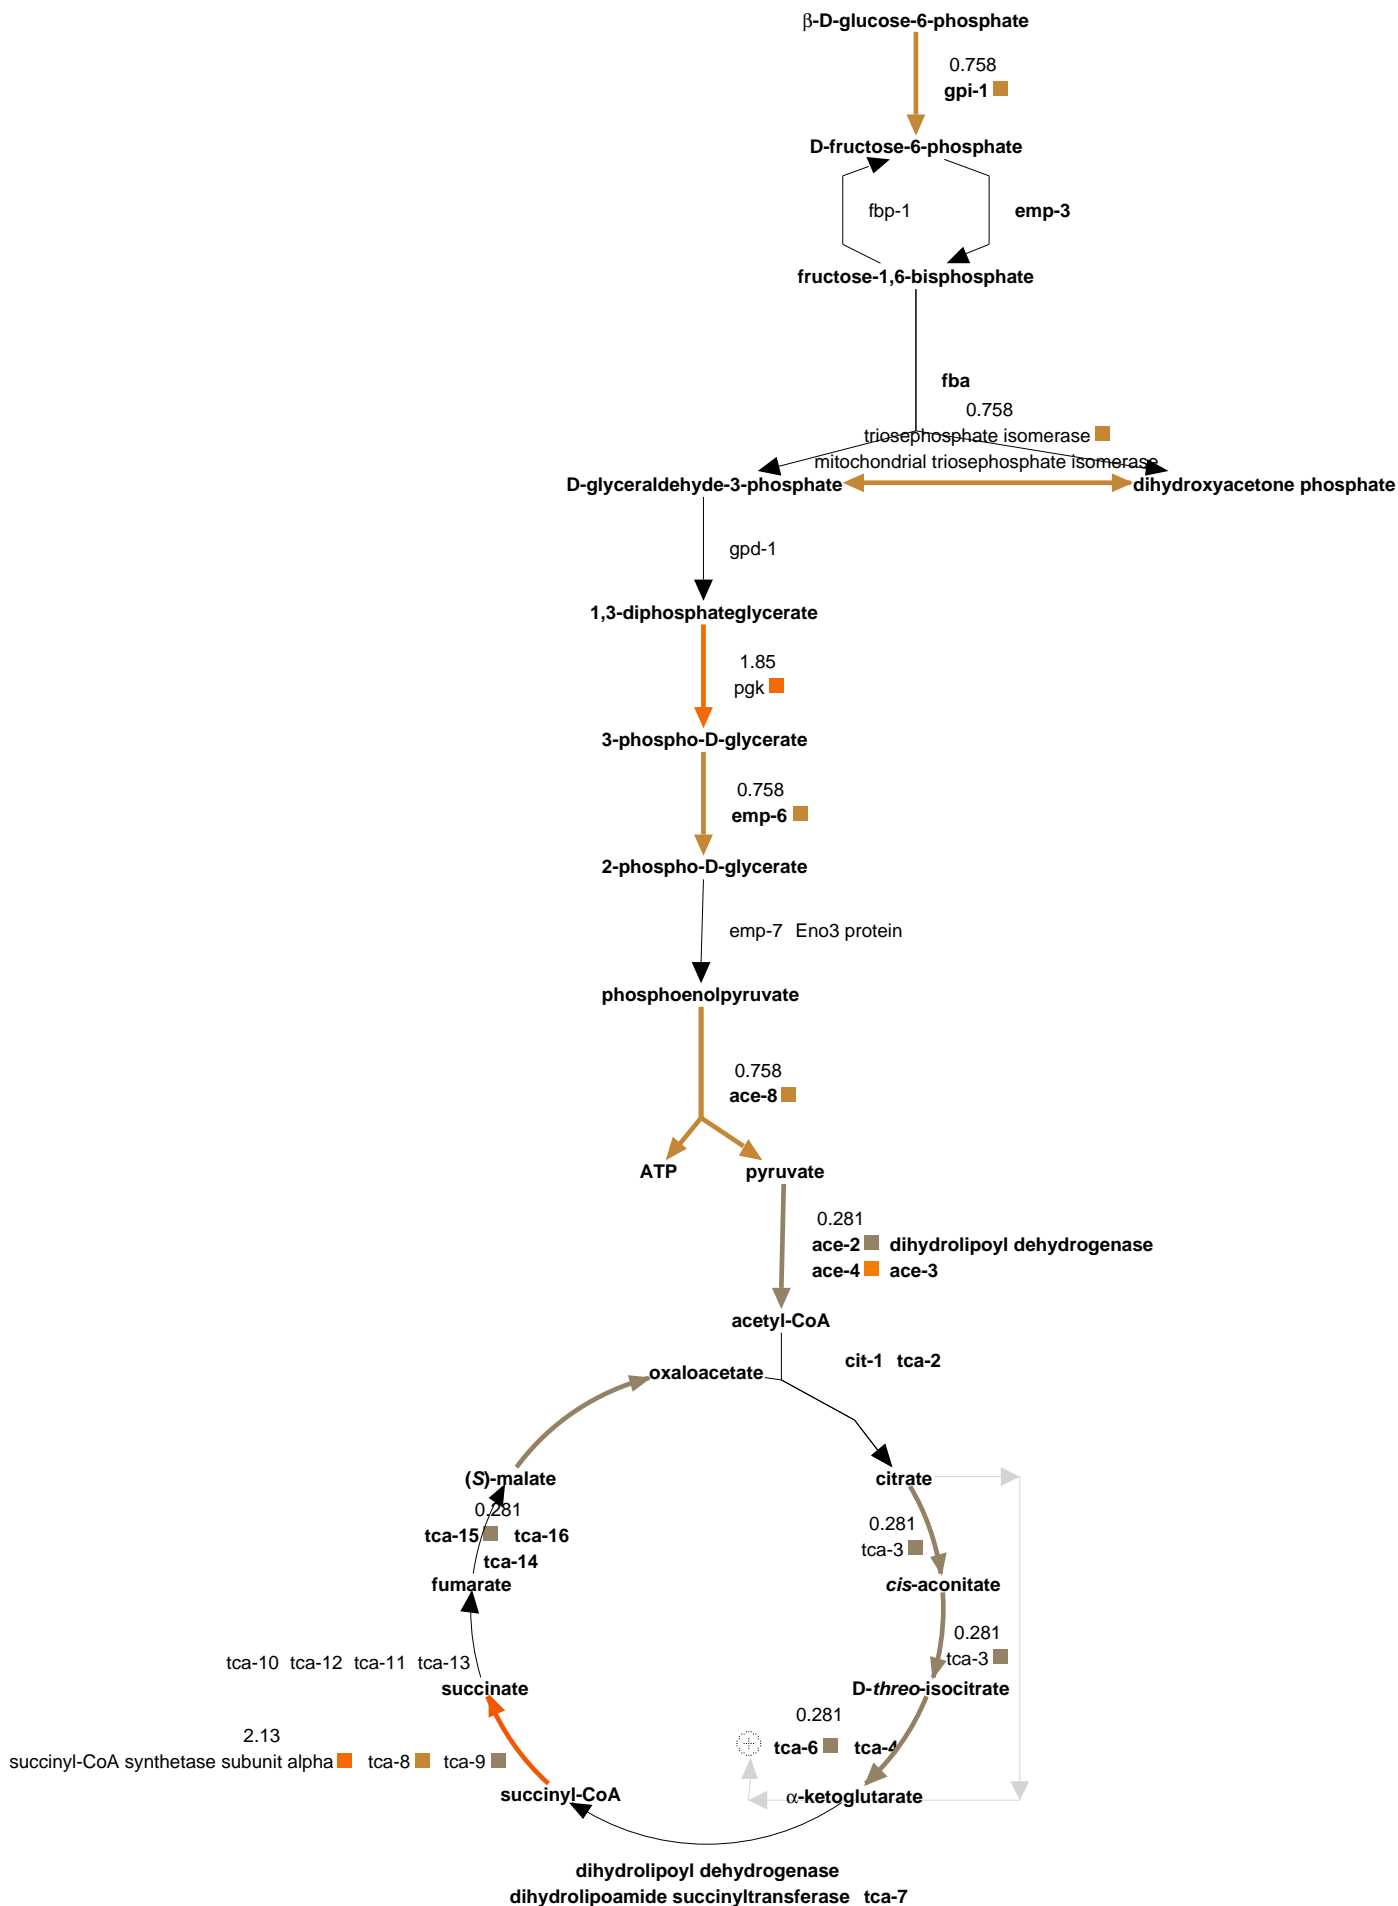 β-D-glucose-6-phosphate
0.758
gpi-1
D-fructose-6-phosphate
fbp-1 emp-3
fructose-1,6-bisphosphate
fba
0.758
triosephosphate isomerase
mitochondrial triosephosphate isomerase
D-glyceraldehyde-3-phosphate dihydroxyacetone phosphate
gpd-1
1,3-diphosphateglycerate
1.85
pgk
3-phospho-D-glycerate
0.758
emp-6
2-phospho-D-glycerate
emp-7 Eno3 protein
phosphoenolpyruvate
0.758
ace-8
ATP pyruvate
0.281
ace-2 dihydrolipoyl dehydrogenase
ace-4 ace-3
acetyl-CoA
cit-1 tca-2
oxaloacetate
(S)-malate citrate
0.281
tca-15 tca-16
tca-14
0.281
tca-3
fumarate cis-aconitate
0.281
tca-3
tca-10 tca-12 tca-11 tca-13
succinate D-threo-isocitrate
0.281
tca-6 tca-4
2.13
succinyl-CoA synthetase subunit alpha tca-8 tca-9
succinyl-CoA α-ketoglutarate
dihydrolipoyl dehydrogenase
dihydrolipoamide succinyltransferase tca-7